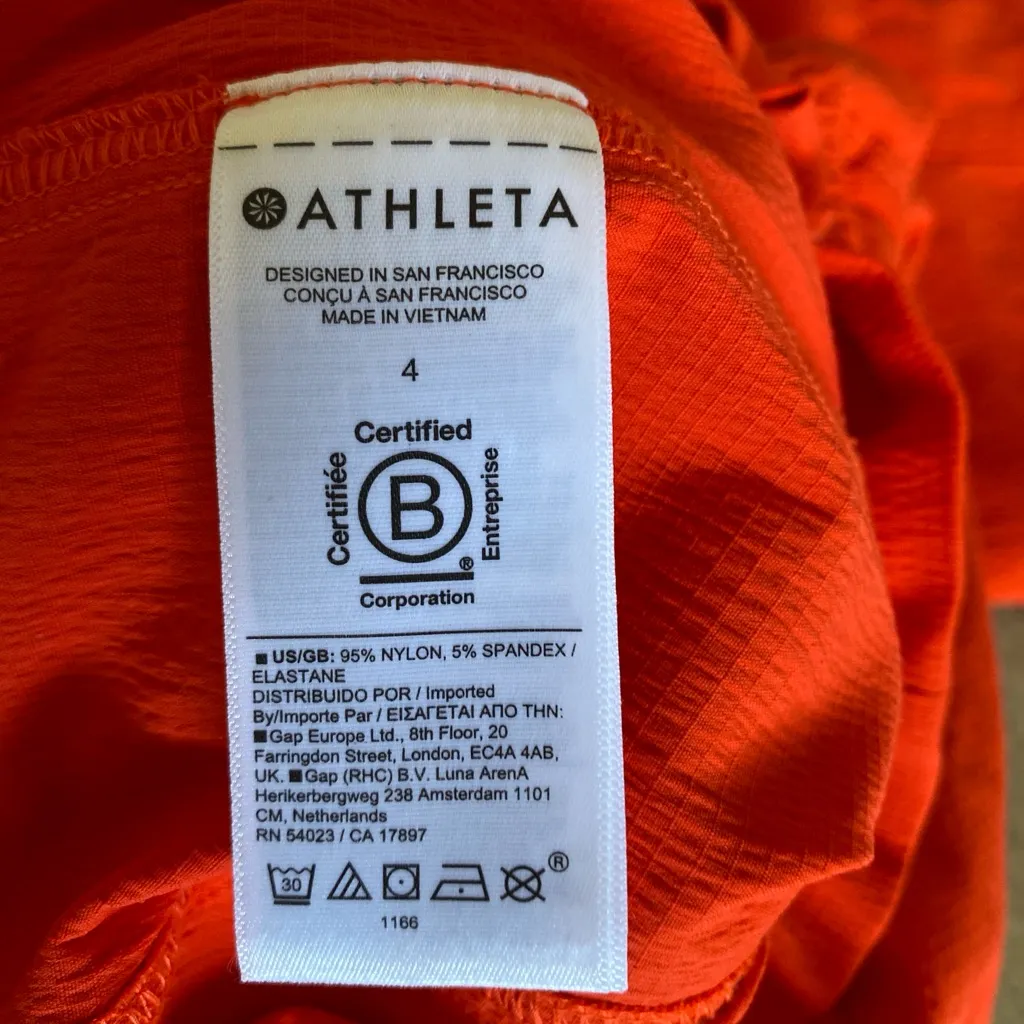 ATHLETA
DESIGNED IN SAN FRANCISCO
CONÇU À SAN FRANCISCO
MADE IN VIETNAM
4
Certified
Certifiée
B
Entreprise
®
Corporation
US/GB: 95% NYLON, 5% SPANDEX /
ELASTANE
DISTRIBUIDO POR / Imported
By/Importe Par / ΕΙΣΑΓΕΤΑΙ ΑΠΟ ΤΗΝ:
Gap Europe Ltd., 8th Floor, 20
Farringdon Street, London, EC4A 4AB,
UK. Gap (RHC) B.V. Luna ArenA
Herikerbergweg 238 Amsterdam 1101
CM, Netherlands
RN 54023 / CA 17897
30 ®
1166